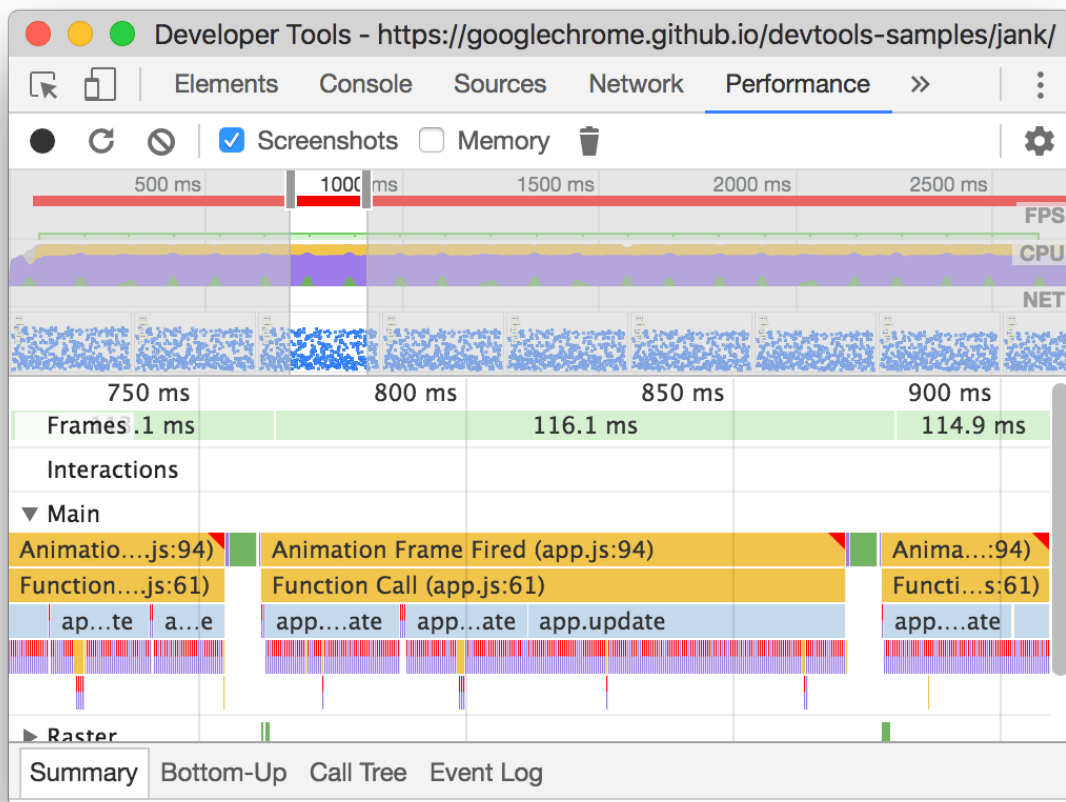 Developer Tools - https://googlechrome.github.io/devtools-samples/jank/
Elements Console Sources Network Performance »
Screenshots Memory
500 ms 1000 ms 1500 ms 2000 ms 2500 ms
FPS
CPU
NET
750 ms 800 ms 850 ms 900 ms
Frames .1 ms 116.1 ms 114.9 ms
Interactions
▼ Main
Animatio….js:94) Animation Frame Fired (app.js:94) Anima…:94)
Function….js:61) Function Call (app.js:61) Functi…s:61)
ap…te a…e app.…ate app…ate app.update app.…ate
▶ Raster
Summary Bottom-Up Call Tree Event Log